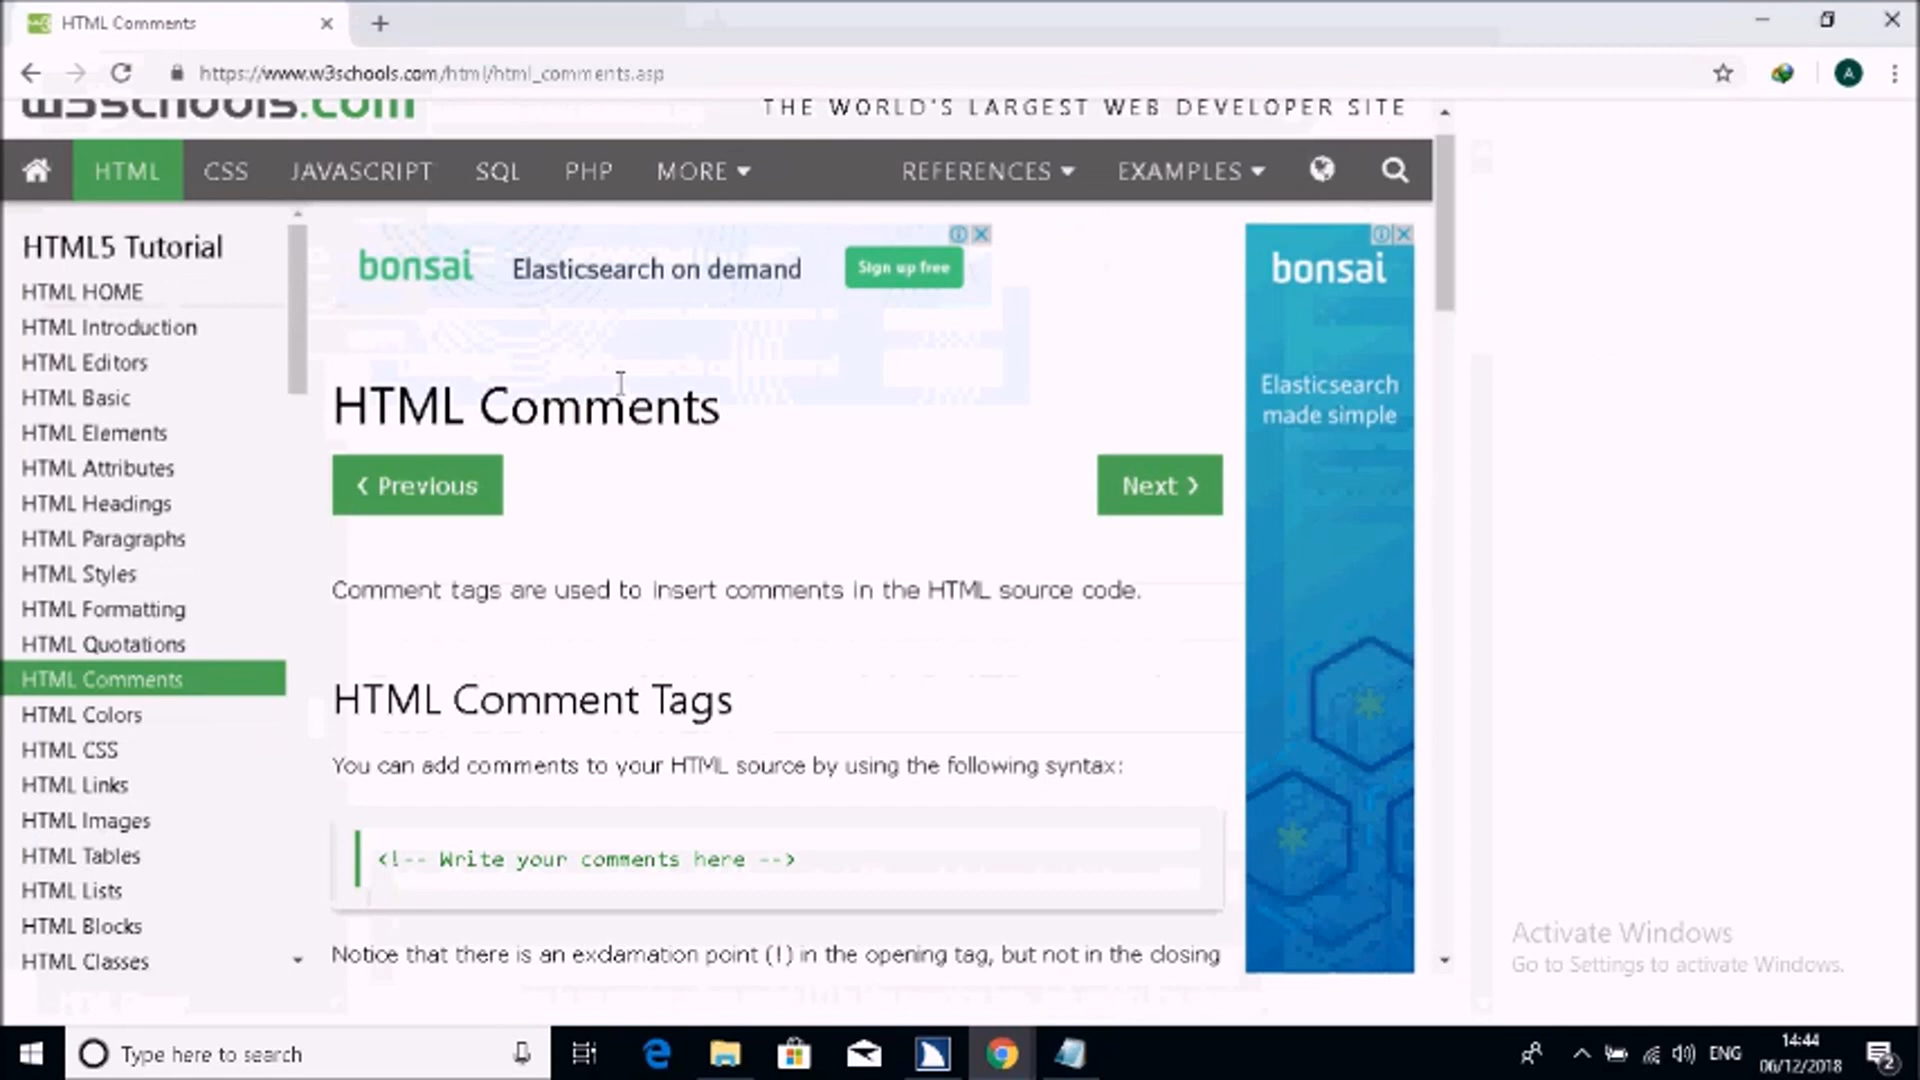 HTML Comments
https://www.w3schools.com/html/html_comments.asp
A
w3schools.com
THE WORLD'S LARGEST WEB DEVELOPER SITE
HTML
CSS
JAVASCRIPT
SQL
PHP
MORE
REFERENCES
EXAMPLES
HTML5 Tutorial
HTML HOME
HTML Introduction
HTML Editors
HTML Basic
HTML Elements
HTML Attributes
HTML Headings
HTML Paragraphs
HTML Styles
HTML Formatting
HTML Quotations
HTML Comments
HTML Colors
HTML CSS
HTML Links
HTML Images
HTML Tables
HTML Lists
HTML Blocks
HTML Classes
bonsai Elasticsearch on demand Sign up free
HTML Comments
❮ Previous
Next ❯
Comment tags are used to insert comments in the HTML source code.
HTML Comment Tags
You can add comments to your HTML source by using the following syntax:
<!-- Write your comments here -->
Notice that there is an exclamation point (!) in the opening tag, but not in the closing
bonsai
Elasticsearch
made simple
Activate Windows
Go to Settings to activate Windows.
Type here to search
ENG
14:44
06/12/2018
2